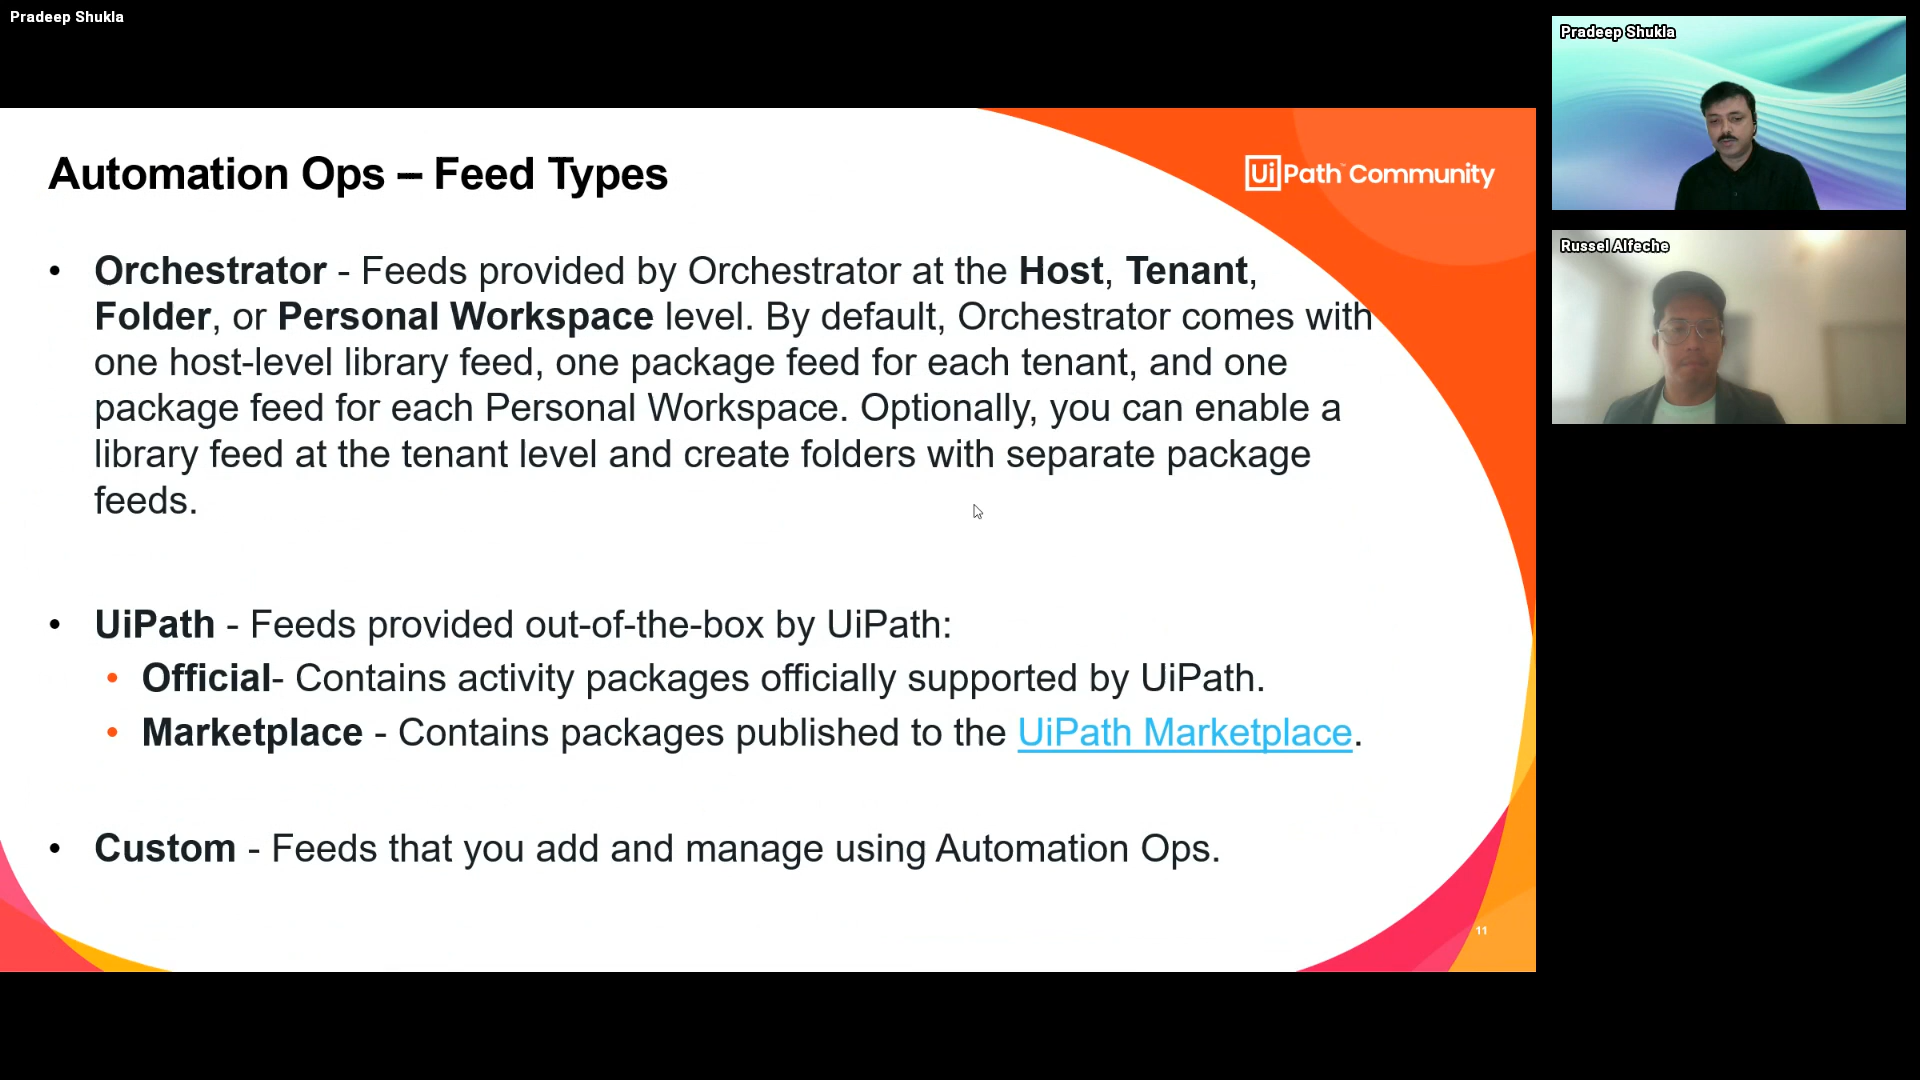 Pradeep Shukla
Pradeep Shukla
Russel Alfeche
Automation Ops – Feed Types
UiPath™ Community
• Orchestrator - Feeds provided by Orchestrator at the Host, Tenant,
Folder, or Personal Workspace level. By default, Orchestrator comes with
one host-level library feed, one package feed for each tenant, and one
package feed for each Personal Workspace. Optionally, you can enable a
library feed at the tenant level and create folders with separate package
feeds.
• UiPath - Feeds provided out-of-the-box by UiPath:
• Official- Contains activity packages officially supported by UiPath.
• Marketplace - Contains packages published to the UiPath Marketplace.
• Custom - Feeds that you add and manage using Automation Ops.
11